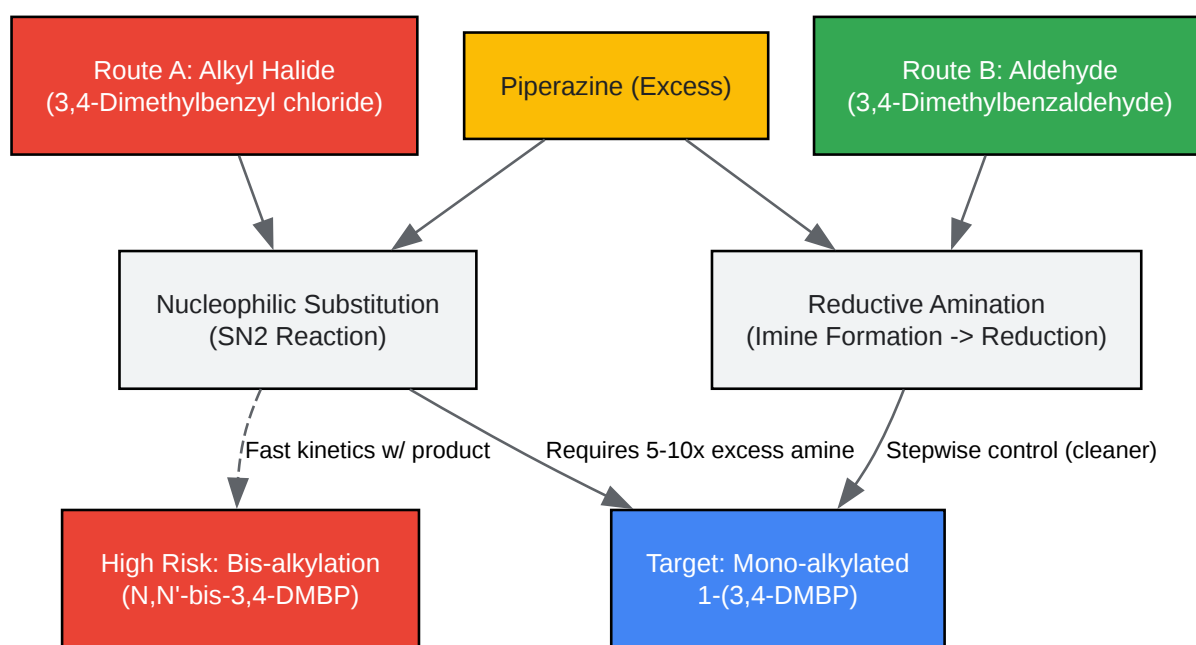 Route A: Alkyl Halide
(3,4-Dimethylbenzyl chloride)
Piperazine (Excess)
Route B: Aldehyde
(3,4-Dimethylbenzaldehyde)
Nucleophilic Substitution
(SN2 Reaction)
Reductive Amination
(Imine Formation -> Reduction)
Fast kinetics w/ product
Requires 5-10x excess amine
Stepwise control (cleaner)
High Risk: Bis-alkylation
(N,N'-bis-3,4-DMBP)
Target: Mono-alkylated
1-(3,4-DMBP)